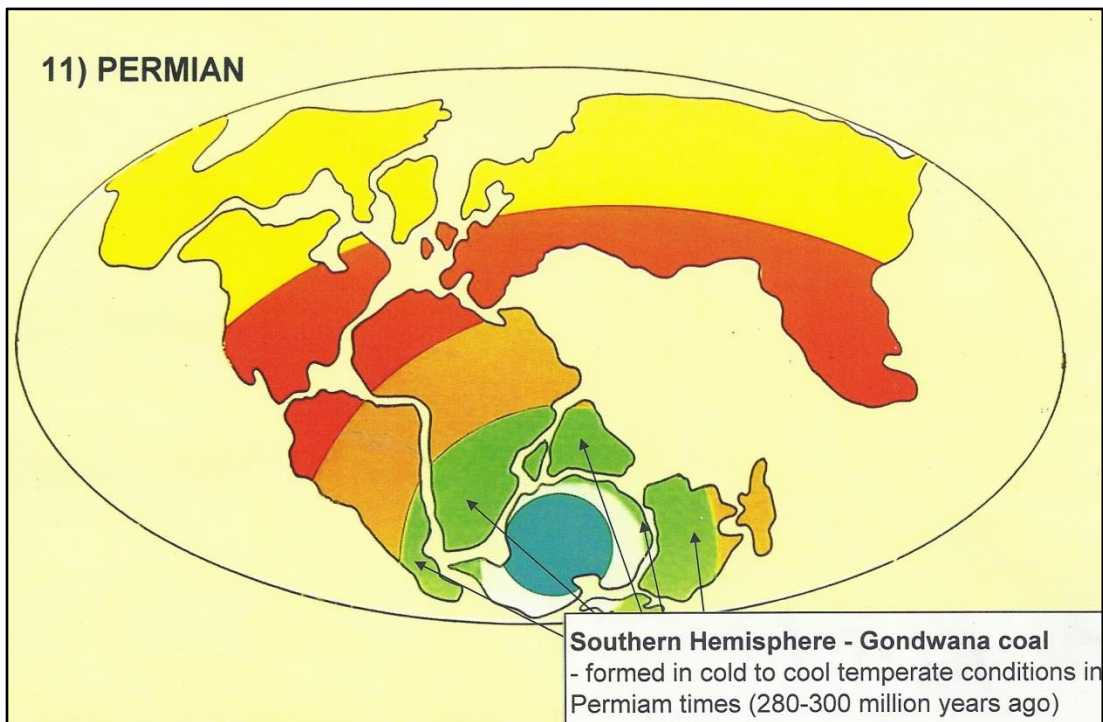 11) PERMIAN
Southern Hemisphere - Gondwana coal
- formed in cold to cool temperate conditions in
Permiam times (280-300 million years ago)